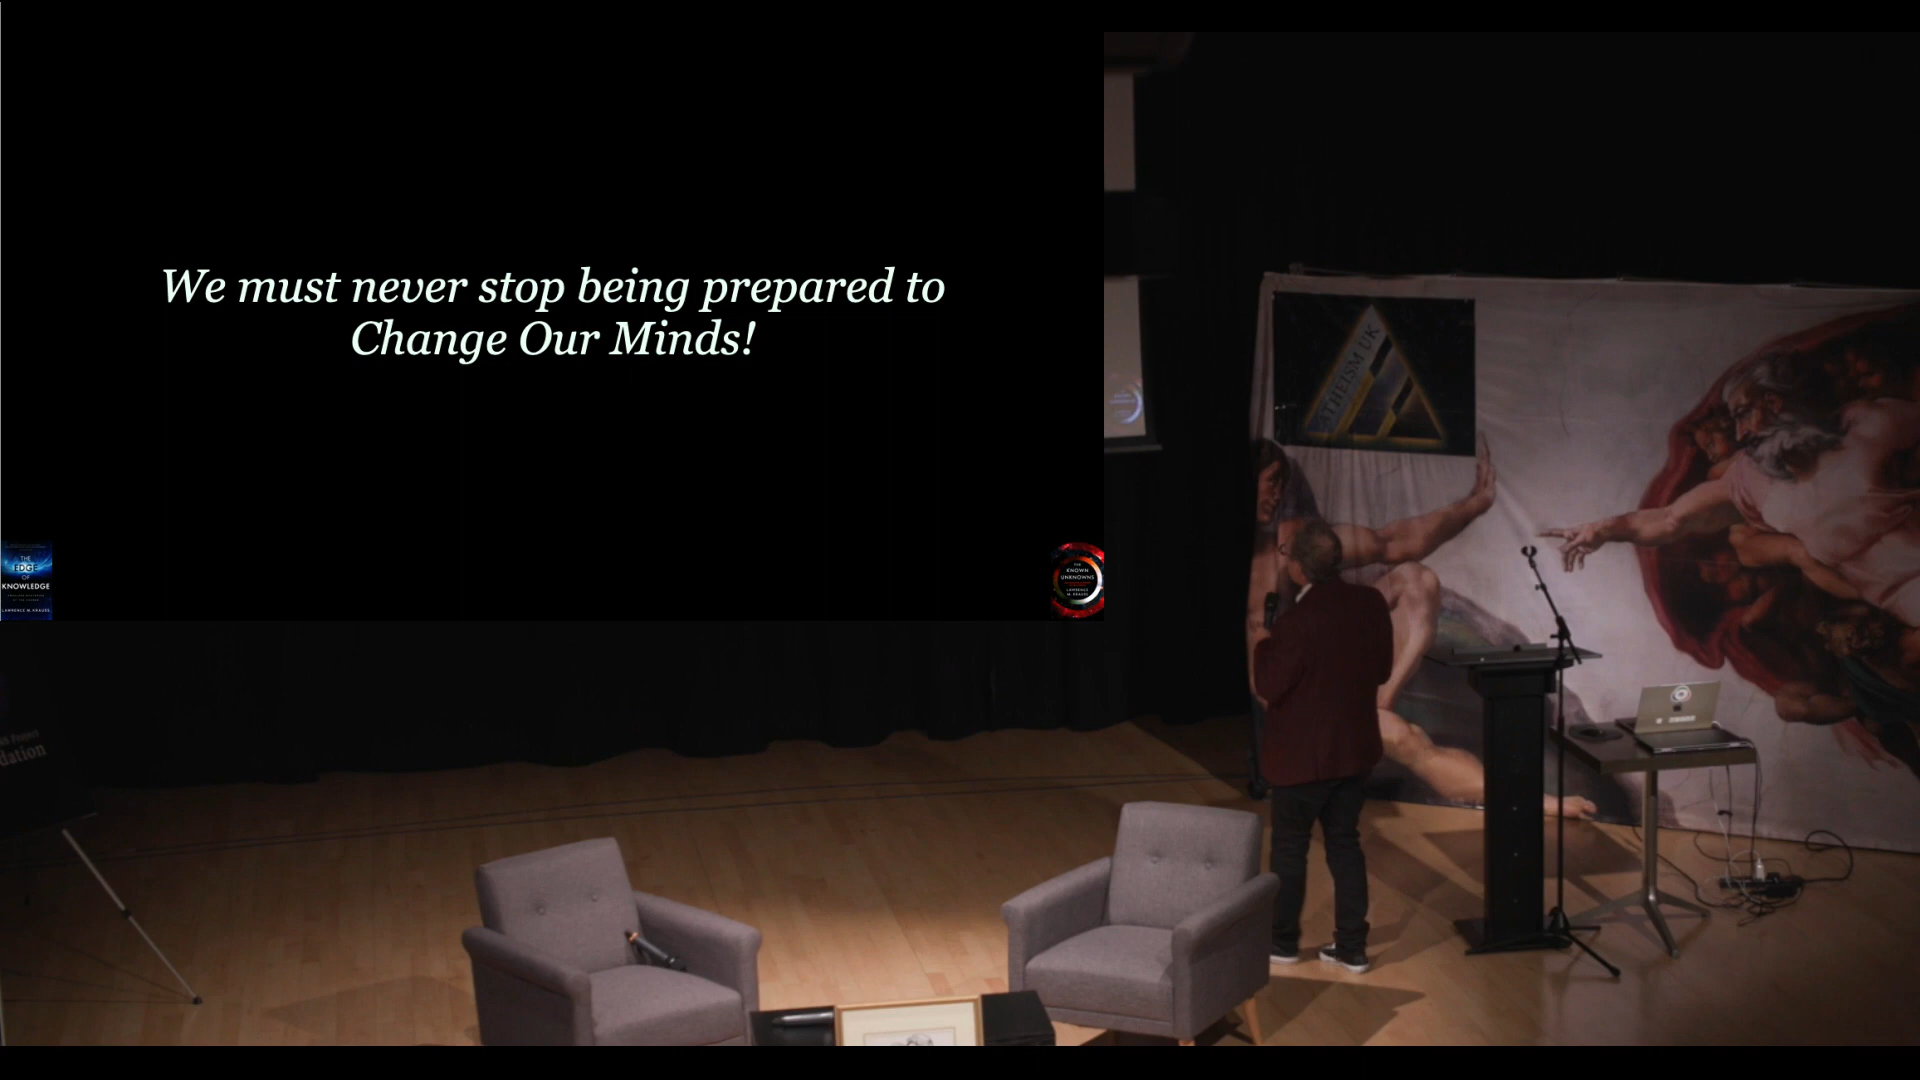 We must never stop being prepared to
Change Our Minds!
THE
EDGE
OF
KNOWLEDGE
LAWRENCE M. KRAUSS
THE
KNOWN
UNKNOWNS
LAWRENCE
M. KRAUSS
ATHEISM UK
dation